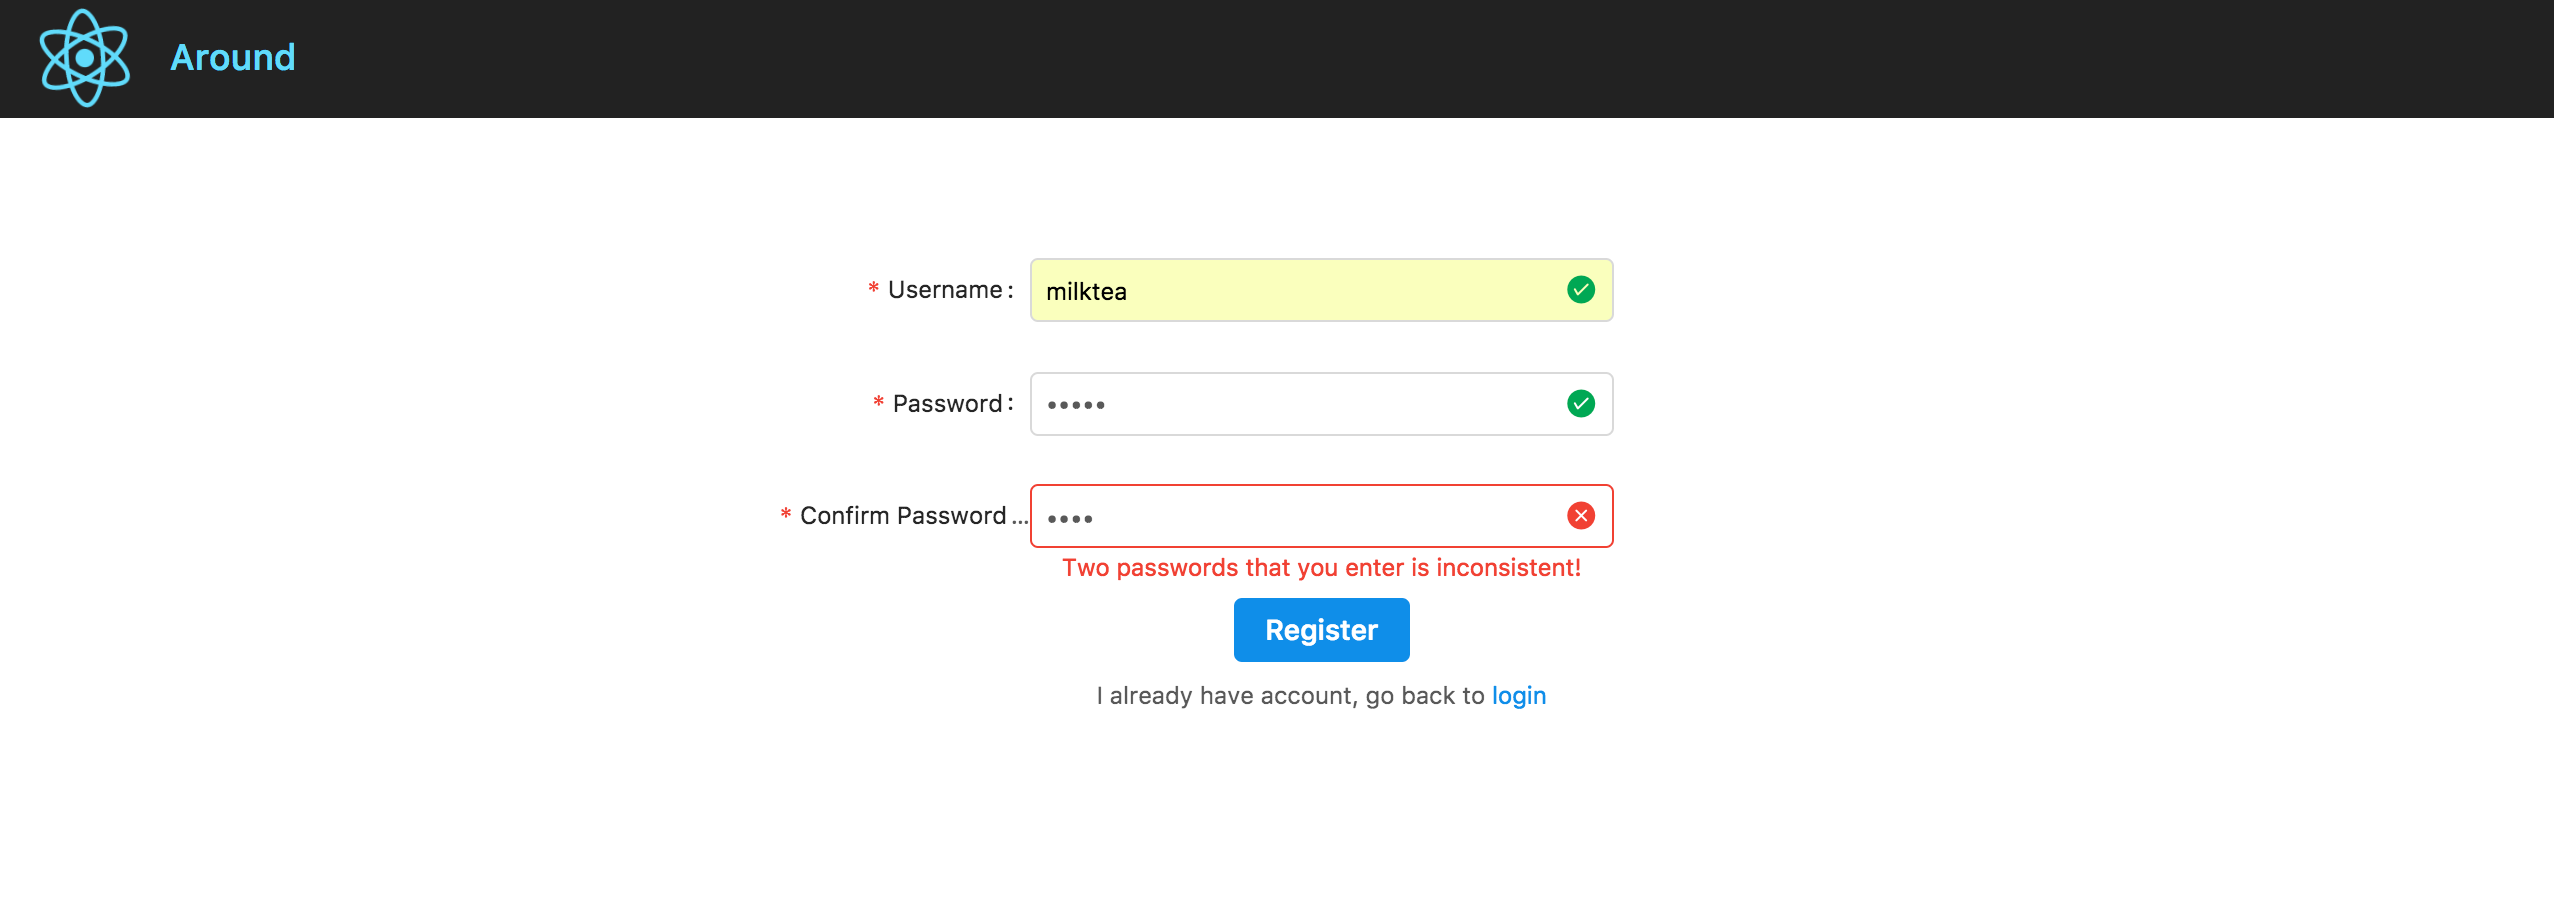 Around
* Username:
milktea
* Password:
•••••
* Confirm Password...
••••
Two passwords that you enter is inconsistent!
Register
I already have account, go back to login